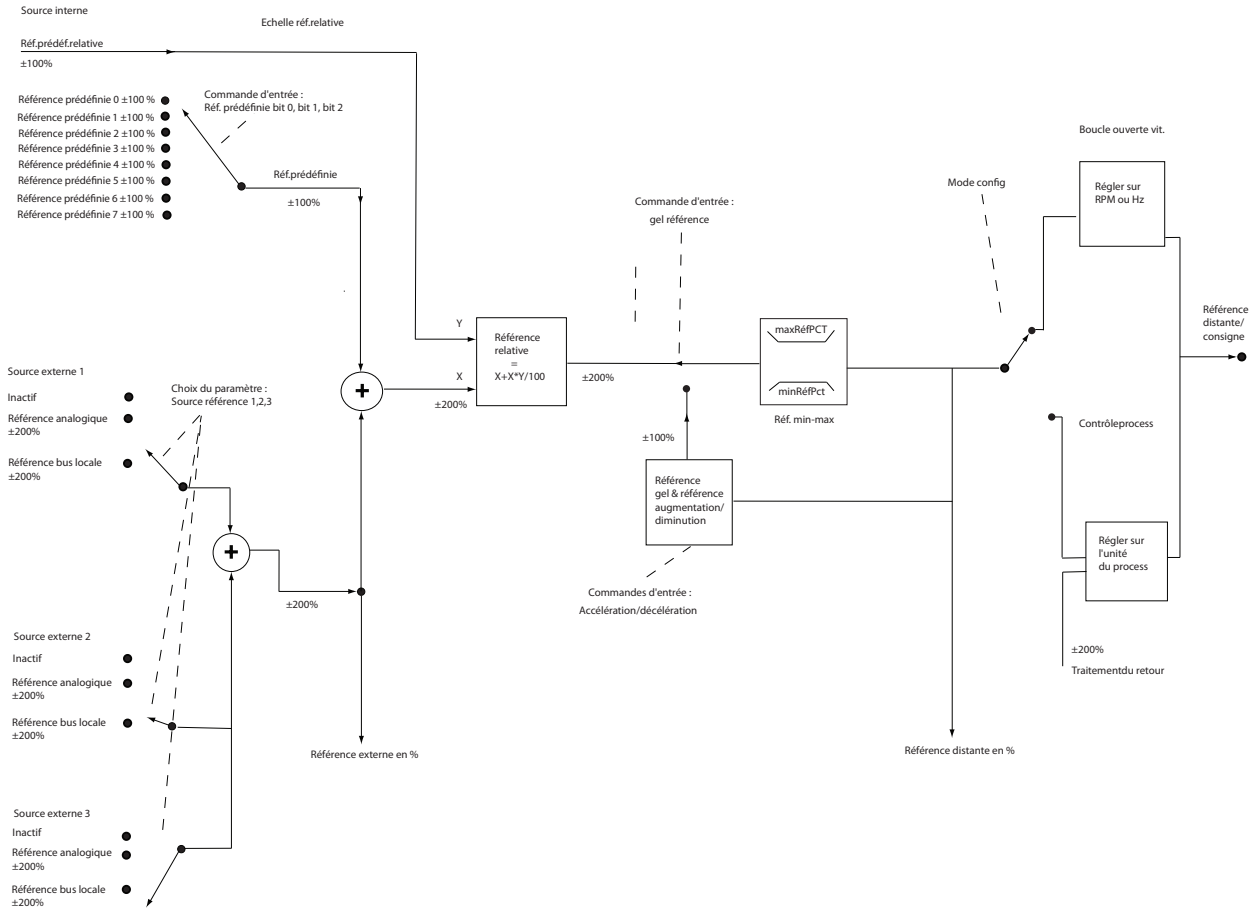 Source interne
Echelle réf.relative
Réf.prédéf.relative
±100%
Commande d'entrée :
Réf. prédéfinie bit 0, bit 1, bit 2
Référence prédéfinie 0 ±100 %
Référence prédéfinie 1 ±100 %
Référence prédéfinie 2 ±100 %
Référence prédéfinie 3 ±100 %
Référence prédéfinie 4 ±100 %
Référence prédéfinie 5 ±100 %
Référence prédéfinie 6 ±100 %
Référence prédéfinie 7 ±100 %
Réf.prédéfinie
±100%
Boucle ouverte vit.
Mode config
Régler sur
RPM ou Hz
Commande d'entrée :
gel référence
Référence
distante/
consigne
Y
X
±200%
Référence
relative
=
X+X*Y/100
±200%
maxRéfPCT
minRéfPct
Réf. min-max
Source externe 1
Inactif
Référence analogique
±200%
Référence bus locale
±200%
Choix du paramètre :
Source référence 1,2,3
+
+
±200%
±100%
Référence
gel & référence
augmentation/
diminution
Commandes d'entrée :
Accélération/décélération
Contrôleprocess
Régler sur
l'unité
du process
±200%
Traitementdu retour
Source externe 2
Inactif
Référence analogique
±200%
Référence bus locale
±200%
Référence externe en %
Référence distante en %
Source externe 3
Inactif
Référence analogique
±200%
Référence bus locale
±200%